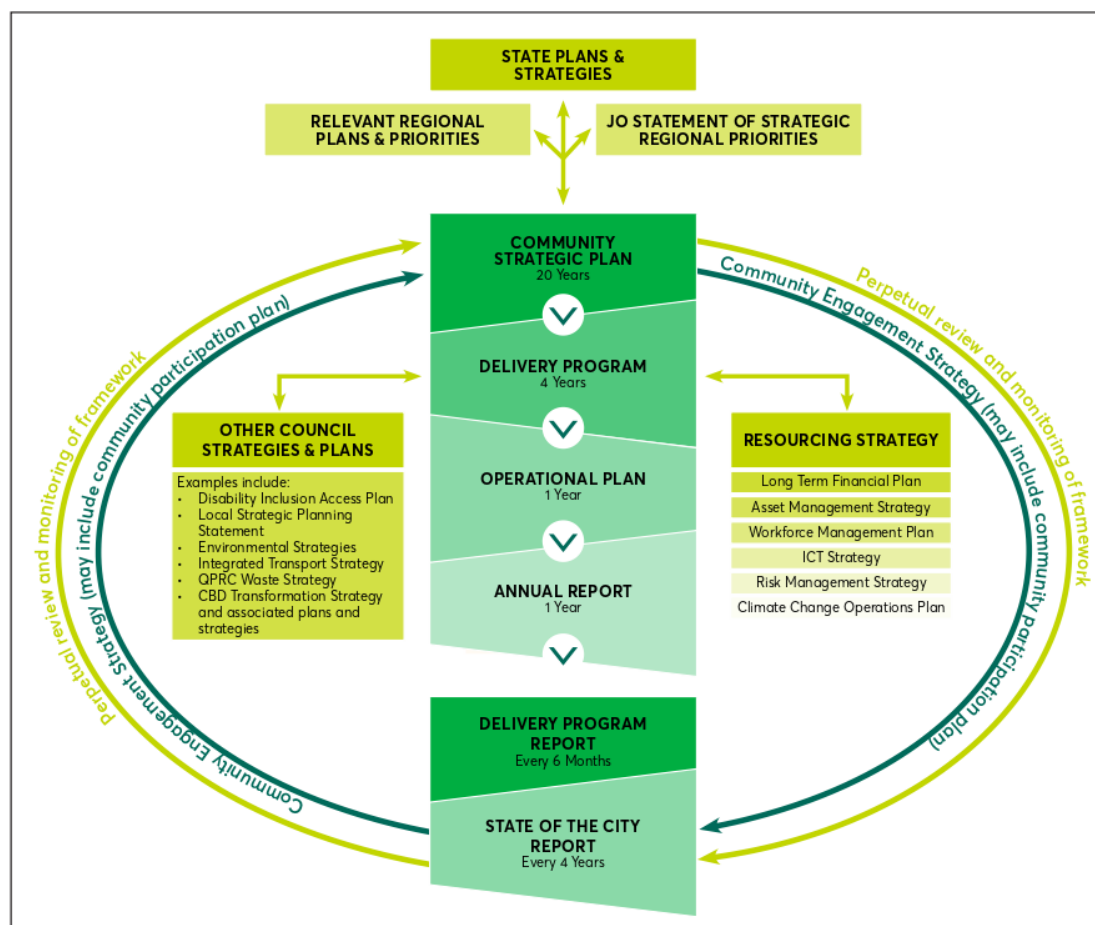 STATE PLANS &
STRATEGIES
RELEVANT REGIONAL
PLANS & PRIORITIES
JO STATEMENT OF STRATEGIC
REGIONAL PRIORITIES
COMMUNITY
STRATEGIC PLAN
20 Years
DELIVERY PROGRAM
4 Years
OPERATIONAL PLAN
1 Year
ANNUAL REPORT
1 Year
DELIVERY PROGRAM
REPORT
Every 6 Months
STATE OF THE CITY
REPORT
Every 4 Years
OTHER COUNCIL
STRATEGIES & PLANS
Examples include:
• Disability Inclusion Access Plan
• Local Strategic Planning
Statement
• Environmental Strategies
• Integrated Transport Strategy
• QPRC Waste Strategy
• CBD Transformation Strategy
and associated plans and
strategies
RESOURCING STRATEGY
Long Term Financial Plan
Asset Management Strategy
Workforce Management Plan
ICT Strategy
Risk Management Strategy
Climate Change Operations Plan
Perpetual review and monitoring of framework
Community Engagement Strategy (may include community participation plan)
Community Engagement Strategy (may include community participation plan)
Perpetual review and monitoring of framework